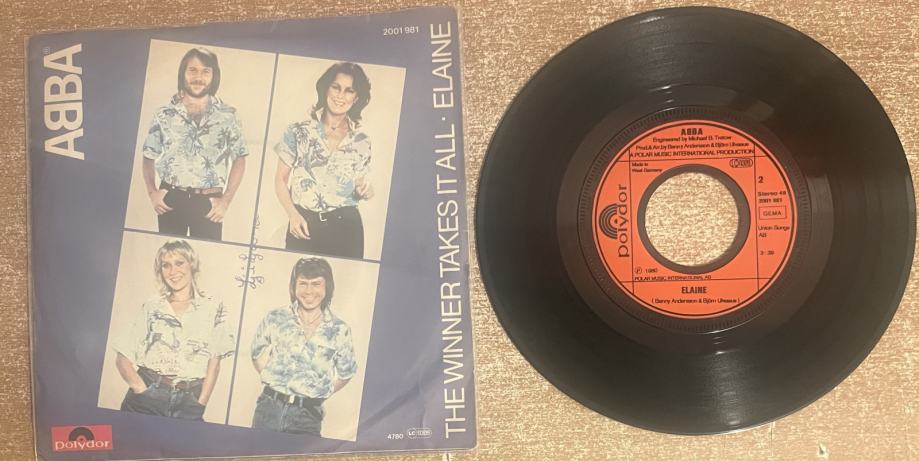 ABBA®
2001 981
THE WINNER TAKES IT ALL · ELAINE
polydor
4780 LC 0309
ABBA
Engineered by Michael B. Tretow
Prod.& Arr.by Benny Andersson & Björn Ulvaeus
A POLAR MUSIC INTERNATIONAL PRODUCTION
Made in
West Germany
LC 0309
polydor
2
Stereo 45
2001 981
GEMA
Union Songs
AB
3:39
℗ 1980
POLAR MUSIC INTERNATIONAL AB
ELAINE
( Benny Andersson & Björn Ulvaeus )